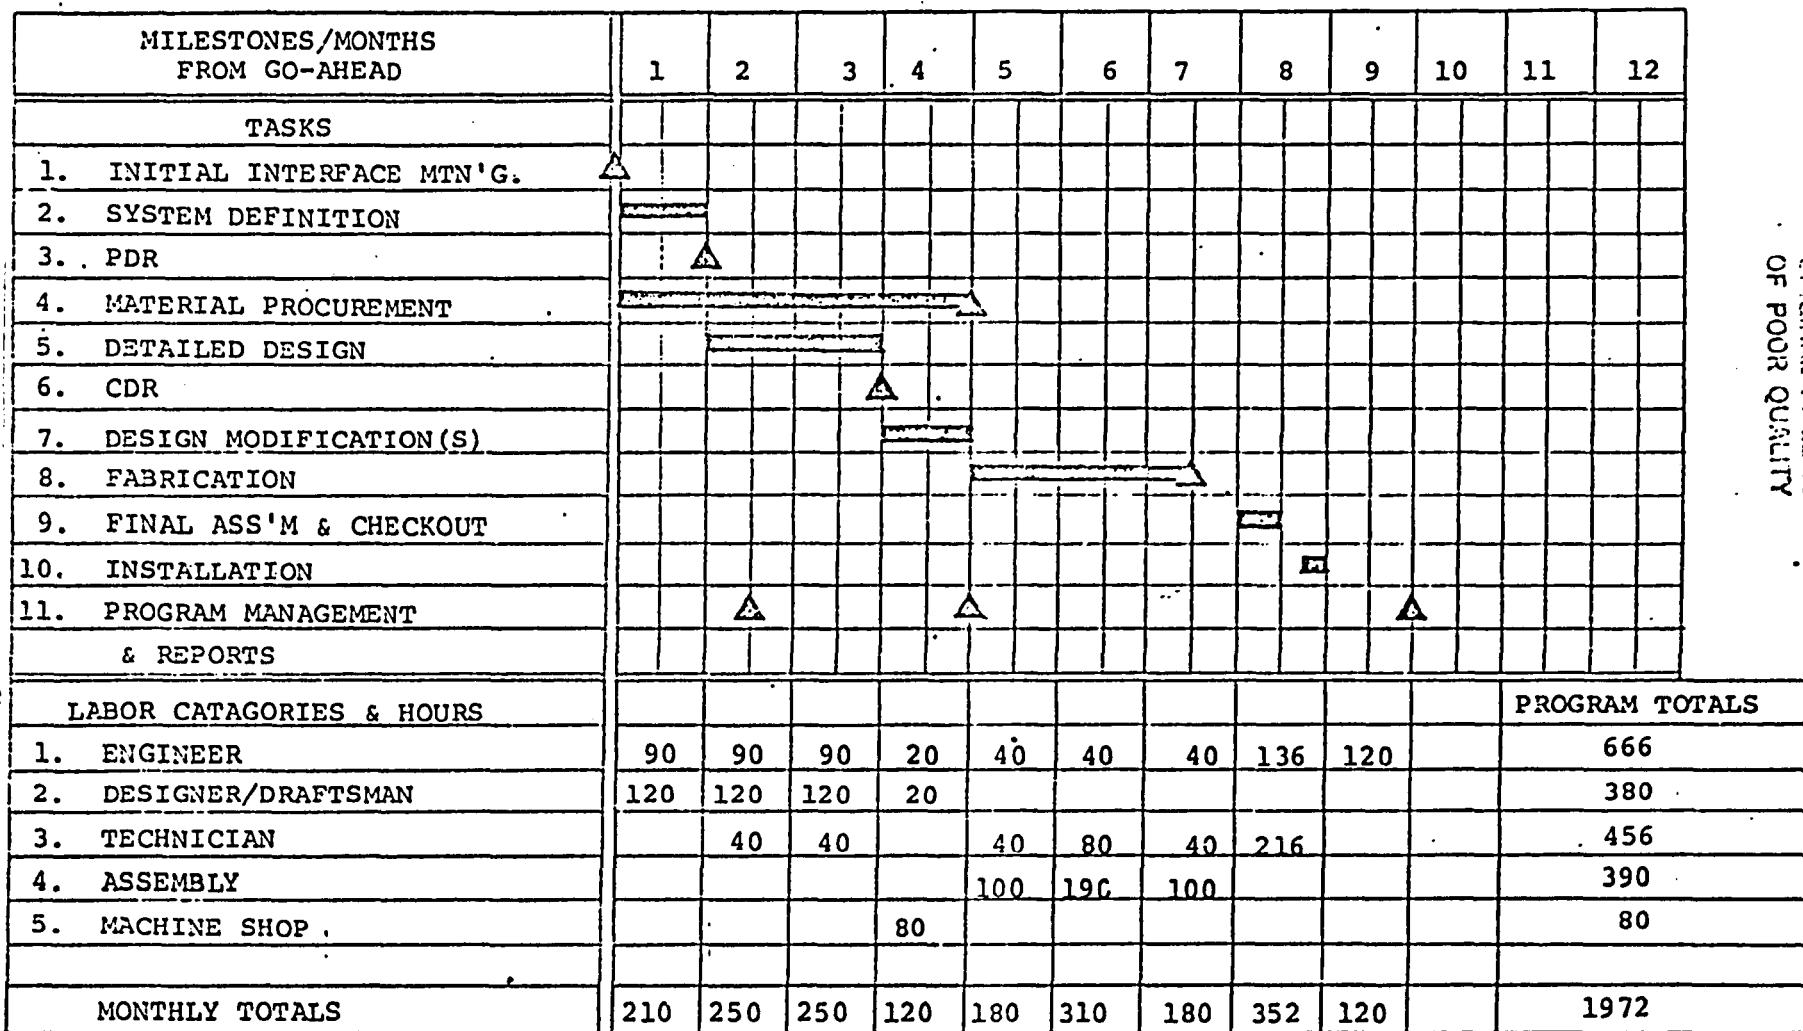 MILESTONES/MONTHS
FROM GO-AHEAD 1 2 3 4 5 6 7 8 9 10 11 12
TASKS
1. INITIAL INTERFACE MTN'G.
2. SYSTEM DEFINITION
3. PDR
4. MATERIAL PROCUREMENT
5. DETAILED DESIGN
6. CDR
7. DESIGN MODIFICATION(S)
8. FABRICATION
9. FINAL ASS'M & CHECKOUT
10. INSTALLATION
11. PROGRAM MANAGEMENT
& REPORTS
LABOR CATAGORIES & HOURS PROGRAM TOTALS
1. ENGINEER 90 90 90 20 40 40 40 136 120 666
2. DESIGNER/DRAFTSMAN 120 120 120 20 380
3. TECHNICIAN 40 40 40 80 40 216 456
4. ASSEMBLY 100 190 100 390
5. MACHINE SHOP 80 80
MONTHLY TOTALS 210 250 250 120 180 310 180 352 120 1972
OF POOR QUALITY